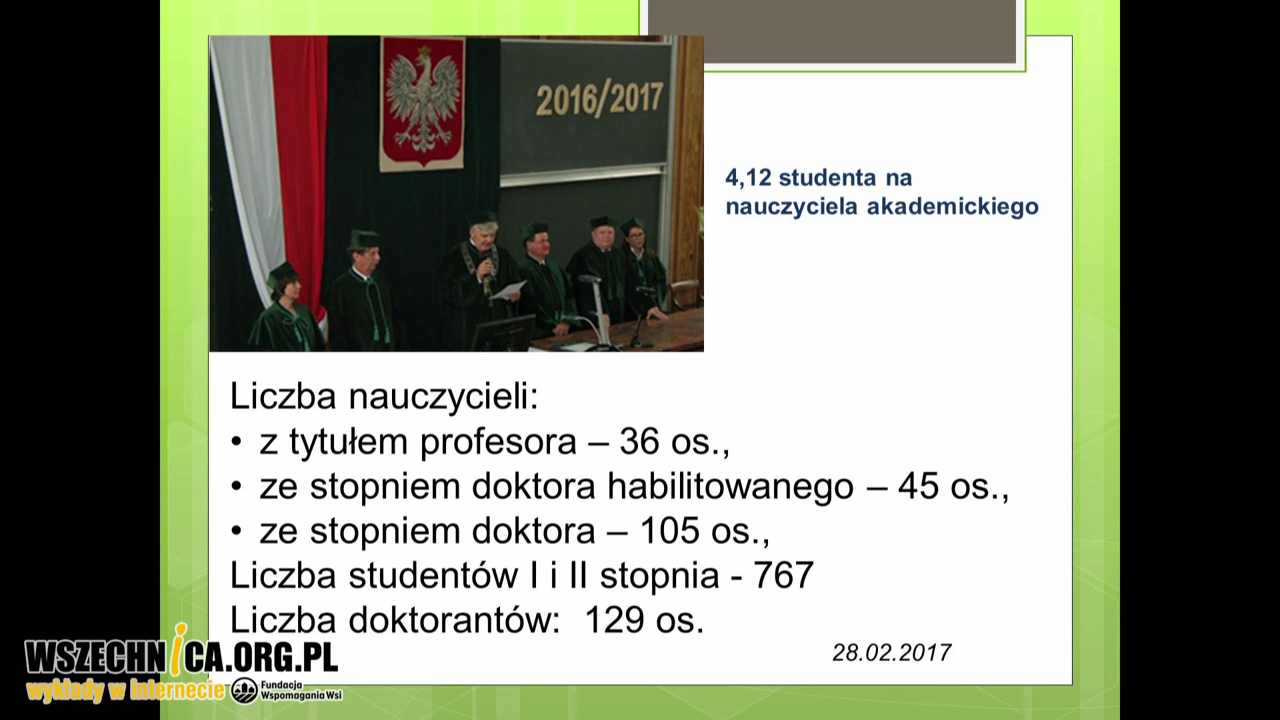 2016/2017
4,12 studenta na
nauczyciela akademickiego
Liczba nauczycieli:
• z tytułem profesora – 36 os.,
• ze stopniem doktora habilitowanego – 45 os.,
• ze stopniem doktora – 105 os.,
Liczba studentów I i II stopnia - 767
Liczba doktorantów: 129 os.
28.02.2017
WSZECHNiCA.ORG.PL
wykłady w internecie
Fundacja
Wspomagania Wsi